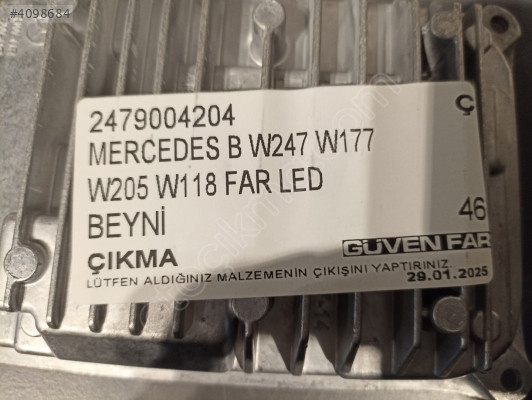 #4098684
2479004204
Ç
MERCEDES B W247 W177
W205 W118 FAR LED
BEYNİ
46
ÇIKMA
GÜVEN FAR
LÜTFEN ALDIĞINIZ MALZEMENİN ÇIKIŞINI YAPTIRINIZ
29.01.2025